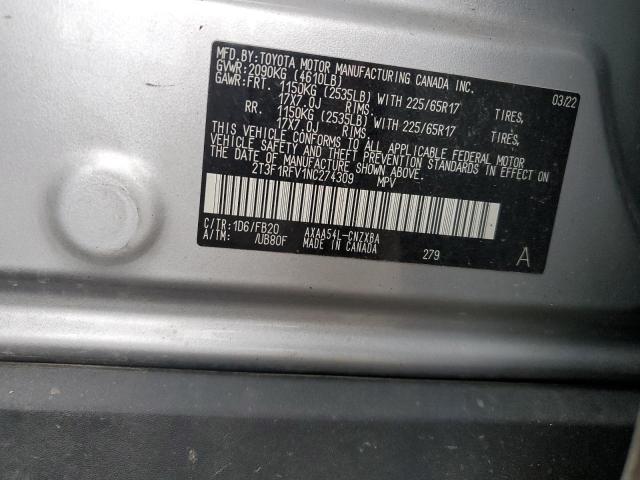 MFD.BY:TOYOTA MOTOR MANUFACTURING CANADA INC.
GVWR:2090KG (4610LB) 03/22
GAWR:FRT. 1150KG (2535LB) WITH 225/65R17 TIRES,
17X7.0J RIMS,
RR. 1150KG (2535LB) WITH 225/65R17 TIRES,
17X7.0J RIMS
THIS VEHICLE CONFORMS TO ALL APPLICABLE FEDERAL MOTOR
VEHICLE SAFETY AND THEFT PREVENTION STANDARDS IN EFFECT ON
THE DATE OF MANUFACTURE SHOWN ABOVE.
2T3F1RFV1NC274309 MPV
C/TR:1D6/FB20 AXAA54L-CNZXBA
A/TM: /UB80F MADE IN CANADA 279 A